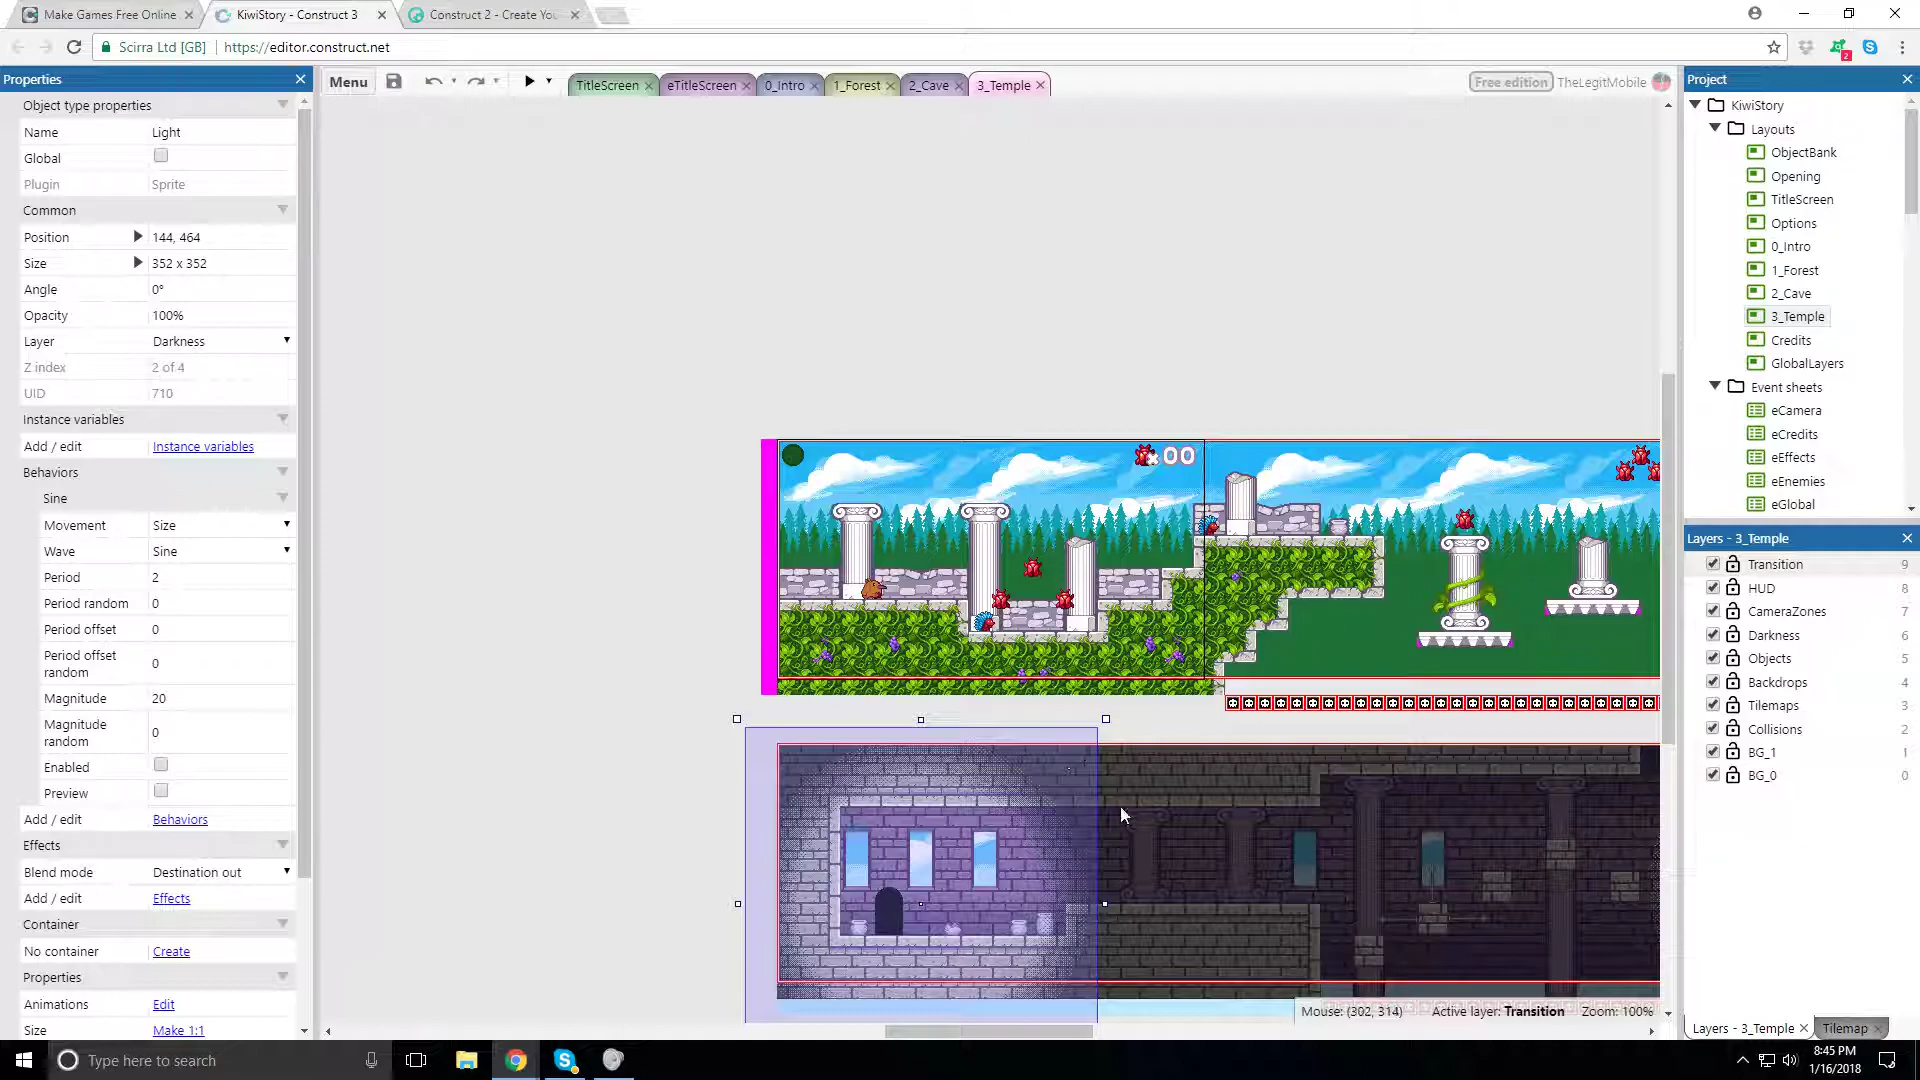 Make Games Free Online
KiwiStory - Construct 3
Construct 2 - Create You
Scirra Ltd [GB]
https://editor.construct.net
2
Properties
Object type properties
Name Light
Global
Plugin Sprite
Common
Position 144, 464
Size 352 x 352
Angle 0°
Opacity 100%
Layer Darkness
Z index 2 of 4
UID 710
Instance variables
Add / edit Instance variables
Behaviors
Sine
Movement Size
Wave Sine
Period 2
Period random 0
Period offset 0
Period offset
random 0
Magnitude 20
Magnitude
random 0
Enabled
Preview
Add / edit Behaviors
Effects
Blend mode Destination out
Add / edit Effects
Container
No container Create
Properties
Animations Edit
Size Make 1:1
Menu
TitleScreen
eTitleScreen
0_Intro
1_Forest
2_Cave
3_Temple
Free edition
TheLegitMobile
x00
Mouse: (302, 314) Active layer: Transition Zoom: 100%
Project
KiwiStory
Layouts
ObjectBank
Opening
TitleScreen
Options
0_Intro
1_Forest
2_Cave
3_Temple
Credits
GlobalLayers
Event sheets
eCamera
eCredits
eEffects
eEnemies
eGlobal
Layers - 3_Temple
Transition 9
HUD 8
CameraZones 7
Darkness 6
Objects 5
Backdrops 4
Tilemaps 3
Collisions 2
BG_1 1
BG_0 0
Layers - 3_Temple
Tilemap
Type here to search
8:45 PM
1/16/2018